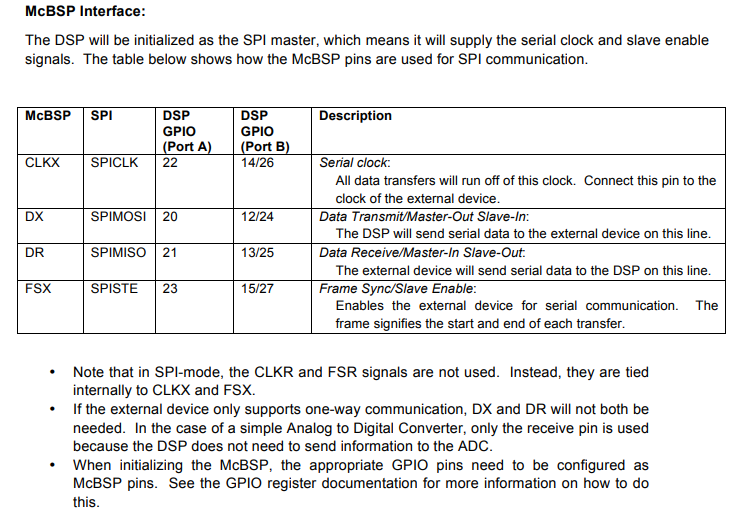 McBSP Interface:
The DSP will be initialized as the SPI master, which means it will supply the serial clock and slave enable
signals. The table below shows how the McBSP pins are used for SPI communication.
McBSP SPI DSP GPIO (Port A) DSP GPIO (Port B) Description
CLKX SPICLK 22 14/26 Serial clock:
All data transfers will run off of this clock. Connect this pin to the
clock of the external device.
DX SPIMOSI 20 12/24 Data Transmit/Master-Out Slave-In:
The DSP will send serial data to the external device on this line.
DR SPIMISO 21 13/25 Data Receive/Master-In Slave-Out:
The external device will send serial data to the DSP on this line.
FSX SPISTE 23 15/27 Frame Sync/Slave Enable:
Enables the external device for serial communication. The
frame signifies the start and end of each transfer.
• Note that in SPI-mode, the CLKR and FSR signals are not used. Instead, they are tied
internally to CLKX and FSX.
• If the external device only supports one-way communication, DX and DR will not both be
needed. In the case of a simple Analog to Digital Converter, only the receive pin is used
because the DSP does not need to send information to the ADC.
• When initializing the McBSP, the appropriate GPIO pins need to be configured as
McBSP pins. See the GPIO register documentation for more information on how to do
this.